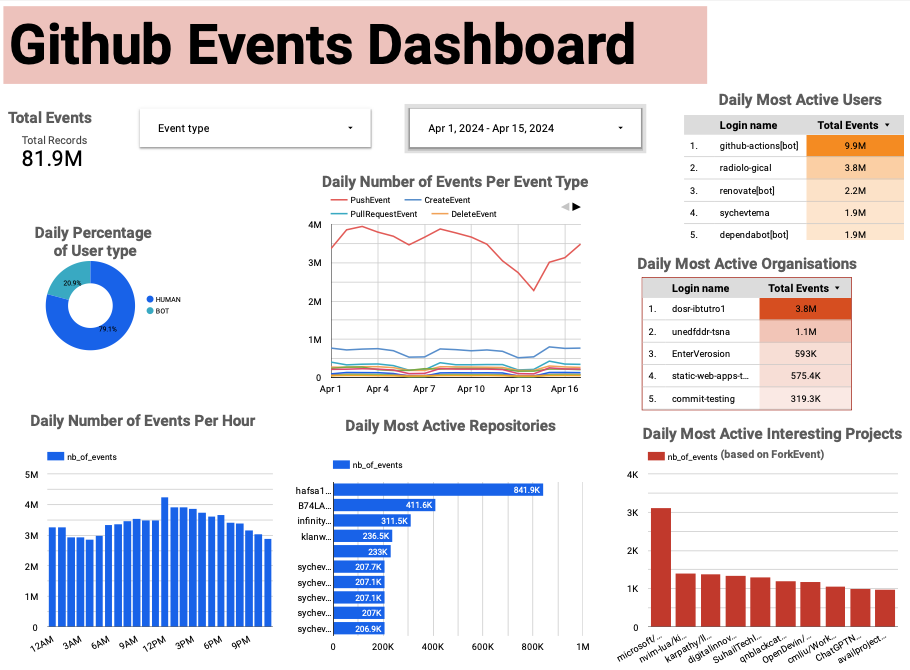 Github Events Dashboard
Total Events
Total Records
81.9M
Event type
Apr 1, 2024 - Apr 15, 2024
Daily Most Active Users
Login name Total Events
1. github-actions[bot] 9.9M
2. radiolo-gical 3.8M
3. renovate[bot] 2.2M
4. sychevtema 1.9M
5. dependabot[bot] 1.9M
Daily Percentage
of User type
20.9%
79.1%
HUMAN
BOT
Daily Number of Events Per Event Type
PushEvent CreateEvent
PullRequestEvent DeleteEvent
4M
3M
2M
1M
0
Apr 1 Apr 4 Apr 7 Apr 10 Apr 13 Apr 16
Daily Most Active Organisations
Login name Total Events
1. dosr-ibtutro1 3.8M
2. unedfddr-tsna 1.1M
3. EnterVerosion 593K
4. static-web-apps-t... 575.4K
5. commit-testing 319.3K
Daily Number of Events Per Hour
nb_of_events
5M
4M
3M
2M
1M
0
12AM 3AM 6AM 9AM 12PM 3PM 6PM 9PM
Daily Most Active Repositories
nb_of_events
hafsa1... 841.9K
B74LA... 411.6K
infinity... 311.5K
klanw... 236.5K
233K
sychev... 207.7K
sychev... 207.1K
sychev... 207.1K
sychev... 207K
sychev... 206.9K
0 200K 400K 600K 800K 1M
Daily Most Active Interesting Projects
nb_of_events (based on ForkEvent)
4K
3K
2K
1K
0
microsoft/... nvim-lua/ki... karpathy/ll... digitalinnov... SuhailTechI... qnblackcat... OpenDevin/... cmliu/Work... ChatGPTN... availproject...